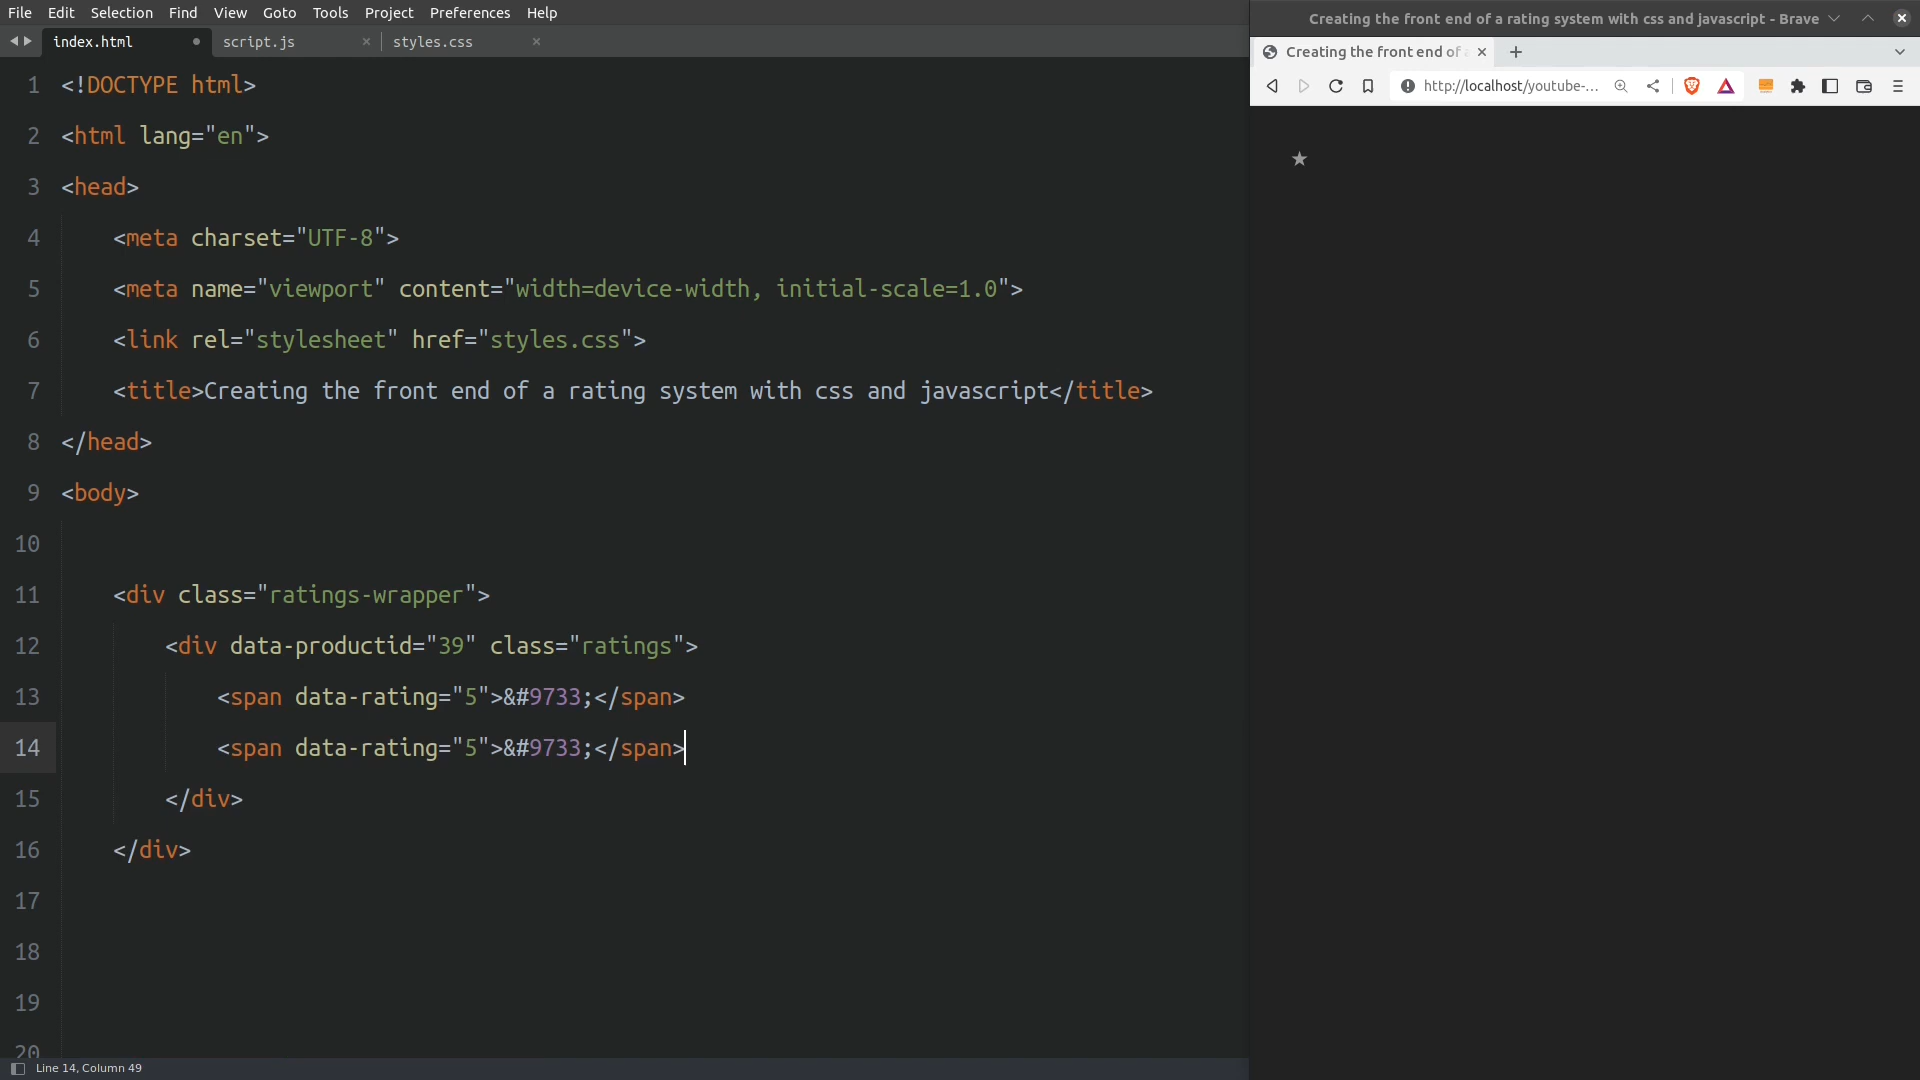 File Edit Selection Find View Goto Tools Project Preferences Help
index.html script.js styles.css
1 <!DOCTYPE html>
2 <html lang="en">
3 <head>
4 <meta charset="UTF-8">
5 <meta name="viewport" content="width=device-width, initial-scale=1.0">
6 <link rel="stylesheet" href="styles.css">
7 <title>Creating the front end of a rating system with css and javascript</title>
8 </head>
9 <body>
10
11 <div class="ratings-wrapper">
12 <div data-productid="39" class="ratings">
13 <span data-rating="5">&#9733;</span>
14 <span data-rating="5">&#9733;</span>
15 </div>
16 </div>
17
18
19
20
Line 14, Column 49
Creating the front end of a rating system with css and javascript - Brave
Creating the front end of
http://localhost/youtube-...
★